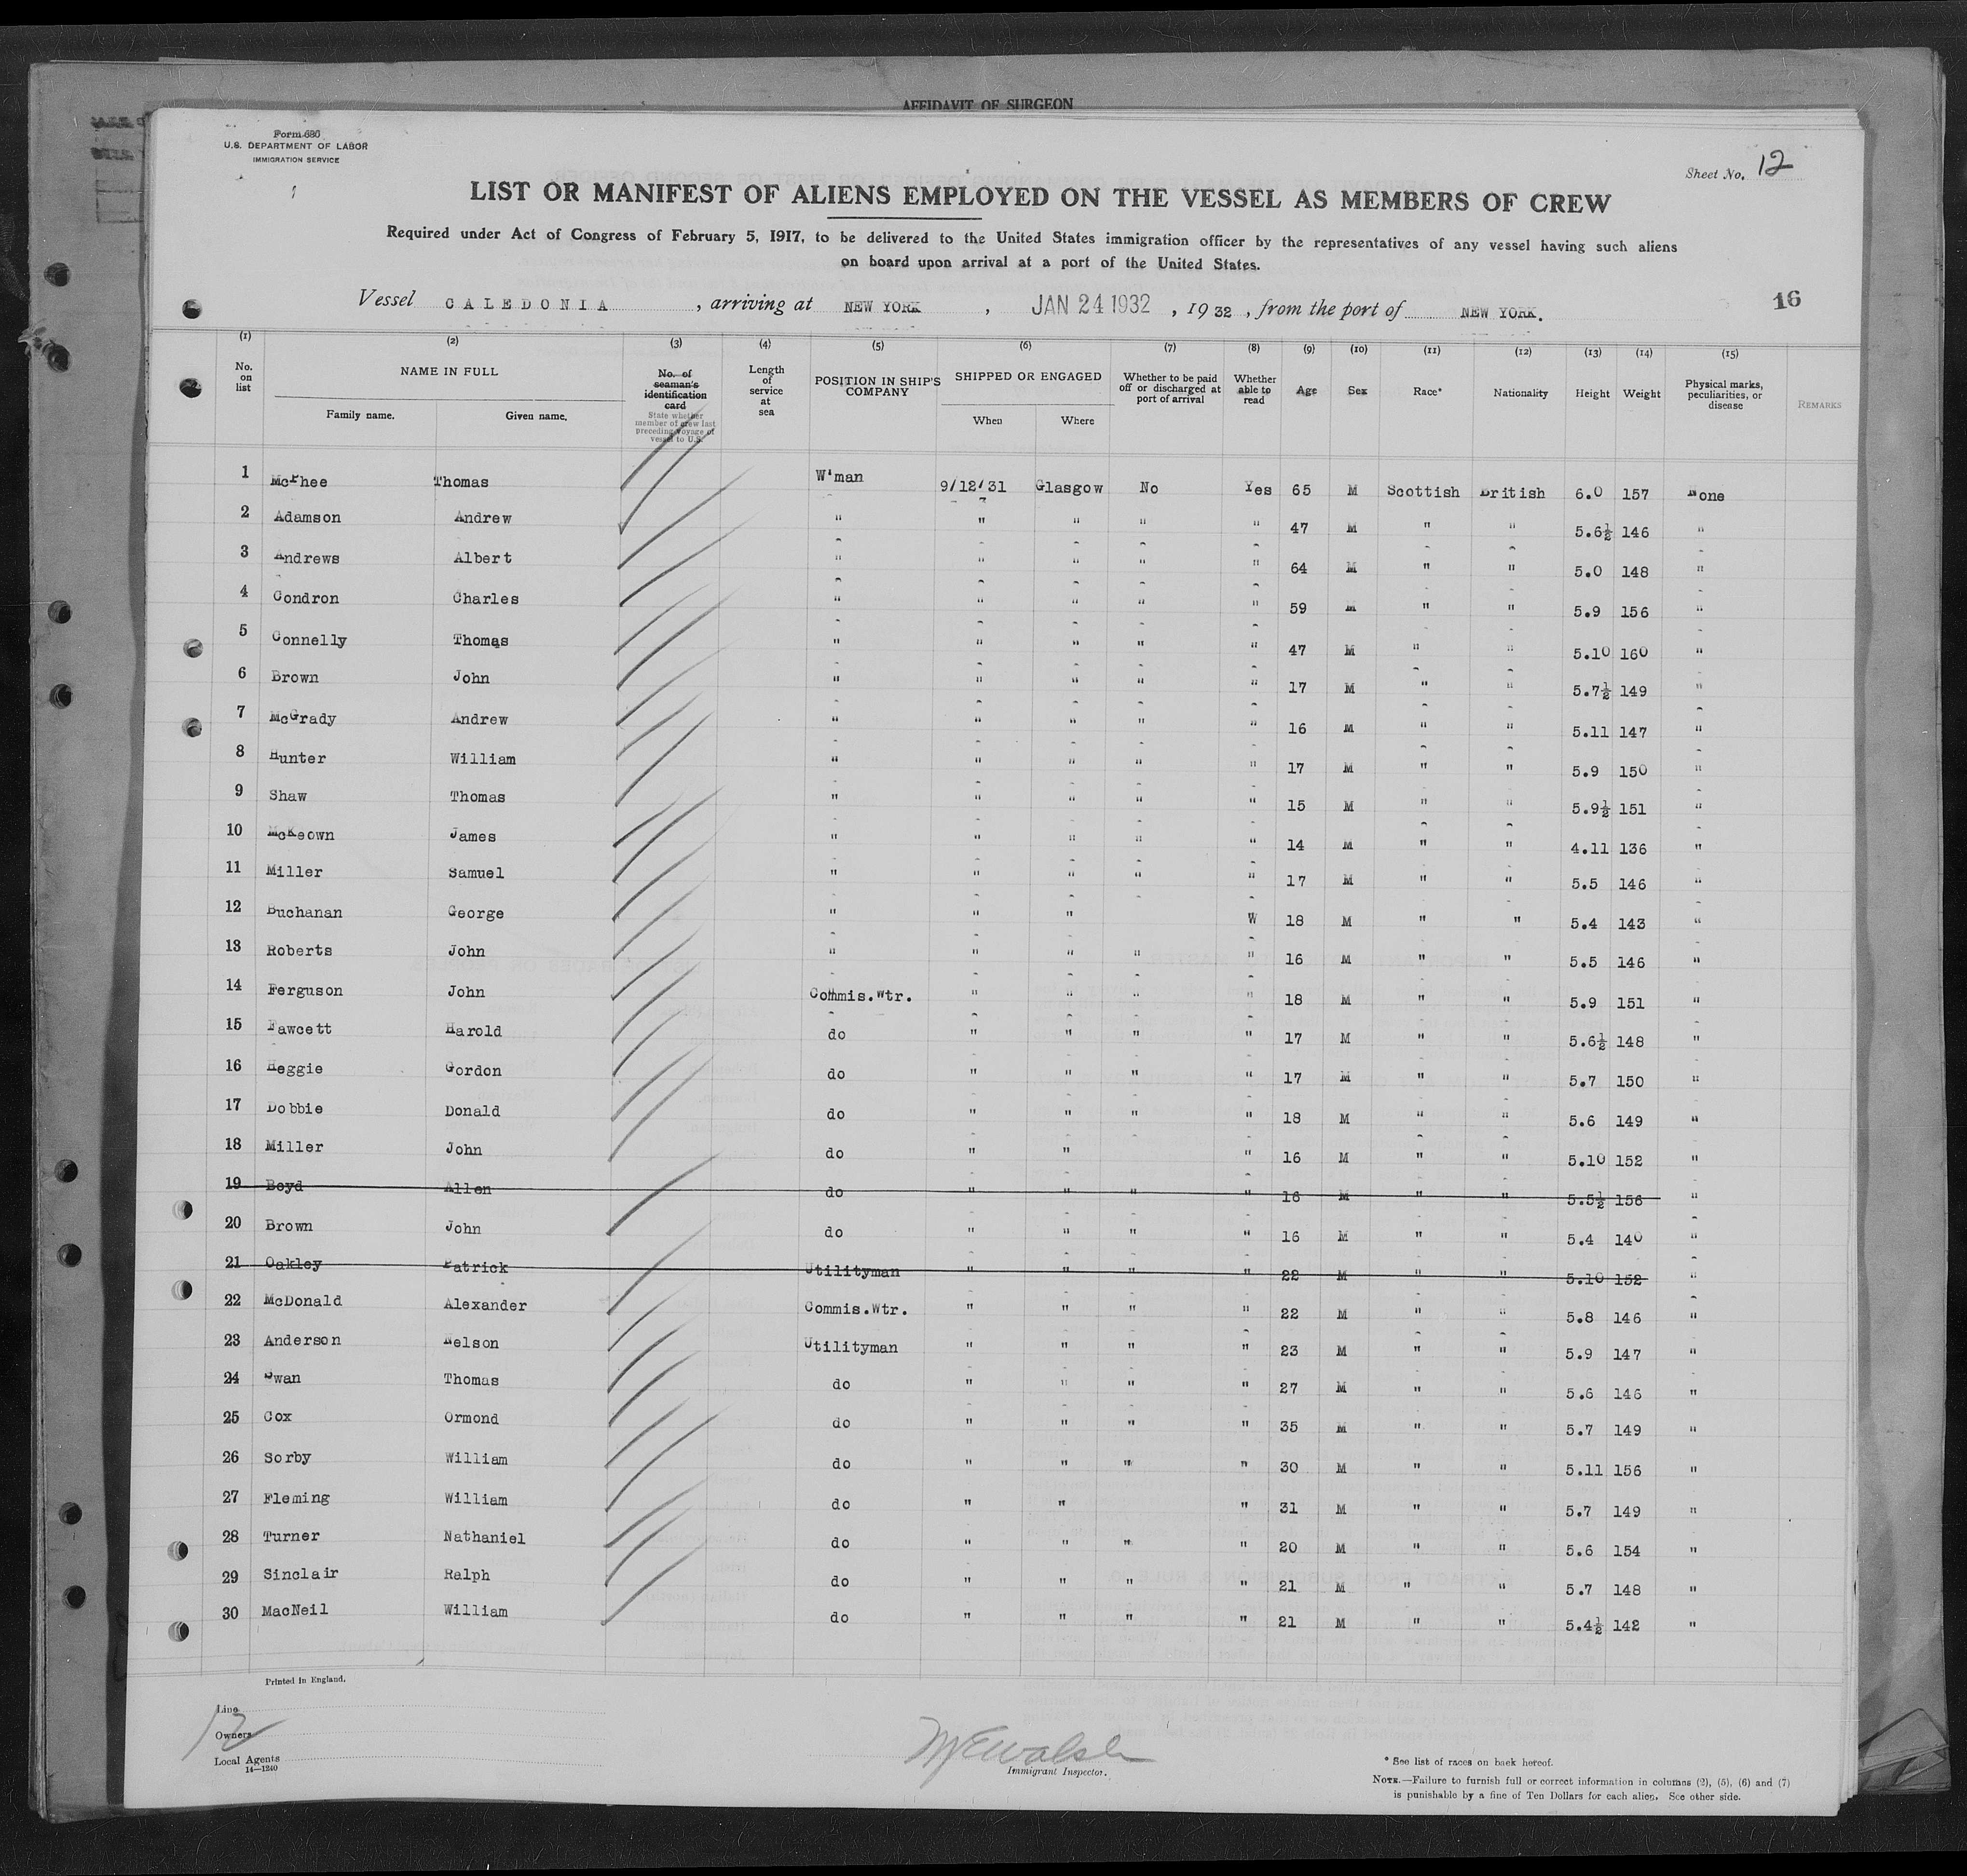 AFFIDAVIT OF SURGEON
Form 680
U.S. DEPARTMENT OF LABOR
IMMIGRATION SERVICE
Sheet No. 12
LIST OR MANIFEST OF ALIENS EMPLOYED ON THE VESSEL AS MEMBERS OF CREW
Required under Act of Congress of February 5, 1917, to be delivered to the United States immigration officer by the representatives of any vessel having such aliens
on board upon arrival at a port of the United States.
Vessel CALEDONIA, arriving at NEW YORK, JAN 24 1932, 1932, from the port of NEW YORK. 16
(1) (2) (3) (4) (5) (6) (7) (8) (9) (10) (11) (12) (13) (14) (15)
No. on list NAME IN FULL Family name. Given name. No. of seaman's identification card State whether member of crew last preceding voyage of vessel to U.S. Length of service at sea POSITION IN SHIP'S COMPANY SHIPPED OR ENGAGED When Where Whether to be paid off or discharged at port of arrival Whether able to read Age Sex Race* Nationality Height Weight Physical marks, peculiarities, or disease REMARKS
1 McPhee Thomas W'man 9/12/31 Glasgow No Yes 65 M Scottish British 6.0 157 None
2 Adamson Andrew " " " " " 47 M " " 5.6½ 146 "
3 Andrews Albert " " " " " 64 M " " 5.0 148 "
4 Condron Charles " " " " " 59 M " " 5.9 156 "
5 Connelly Thomas " " " " " 47 M " " 5.10 160 "
6 Brown John " " " " " 17 M " " 5.7½ 149 "
7 McGrady Andrew " " " " " 16 M " " 5.11 147 "
8 Hunter William " " " " " 17 M " " 5.9 150 "
9 Shaw Thomas " " " " " 15 M " " 5.9½ 151 "
10 McKeown James " " " " " 14 M " " 4.11 136 "
11 Miller Samuel " " " " " 17 M " " 5.5 146 "
12 Buchanan George " " " W 18 M " " 5.4 143 "
13 Roberts John " " " " " 16 M " " 5.5 146 "
14 Ferguson John Commis.Wtr. " " " " 18 M " " 5.9 151 "
15 Fawcett Harold do " " " " 17 M " " 5.6½ 148 "
16 Heggie Gordon do " " " " 17 M " " 5.7 150 "
17 Dobbie Donald do " " " " 18 M " " 5.6 149 "
18 Miller John do " " " 16 M " " 5.10 152 "
19 Boyd Allen do " " " " 16 M " " 5.5½ 156 "
20 Brown John do " " " " 16 M " " 5.4 140 "
21 Oakley Patrick Utilityman " " " " 22 M " " 5.10 152 "
22 McDonald Alexander Commis.Wtr. " " " " 22 M " " 5.8 146 "
23 Anderson Nelson Utilityman " " " " 23 M " " 5.9 147 "
24 Swan Thomas do " " " " 27 M " " 5.6 146 "
25 Cox Ormond do " " " " 35 M " " 5.7 149 "
26 Sorby William do " " " " 30 M " " 5.11 156 "
27 Fleming William do " " " 31 M " " 5.7 149 "
28 Turner Nathaniel do " " " " 20 M " " 5.6 154 "
29 Sinclair Ralph do " " " " 21 M " " 5.7 148 "
30 MacNeil William do " " " " 21 M " " 5.4½ 142 "
Printed in England.
Line
Owners
Local Agents
14—1240
12
Immigrant Inspector.
* See list of races on back hereof.
NOTE.—Failure to furnish full or correct information in columns (2), (5), (6) and (7)
is punishable by a fine of Ten Dollars for each alien. See other side.